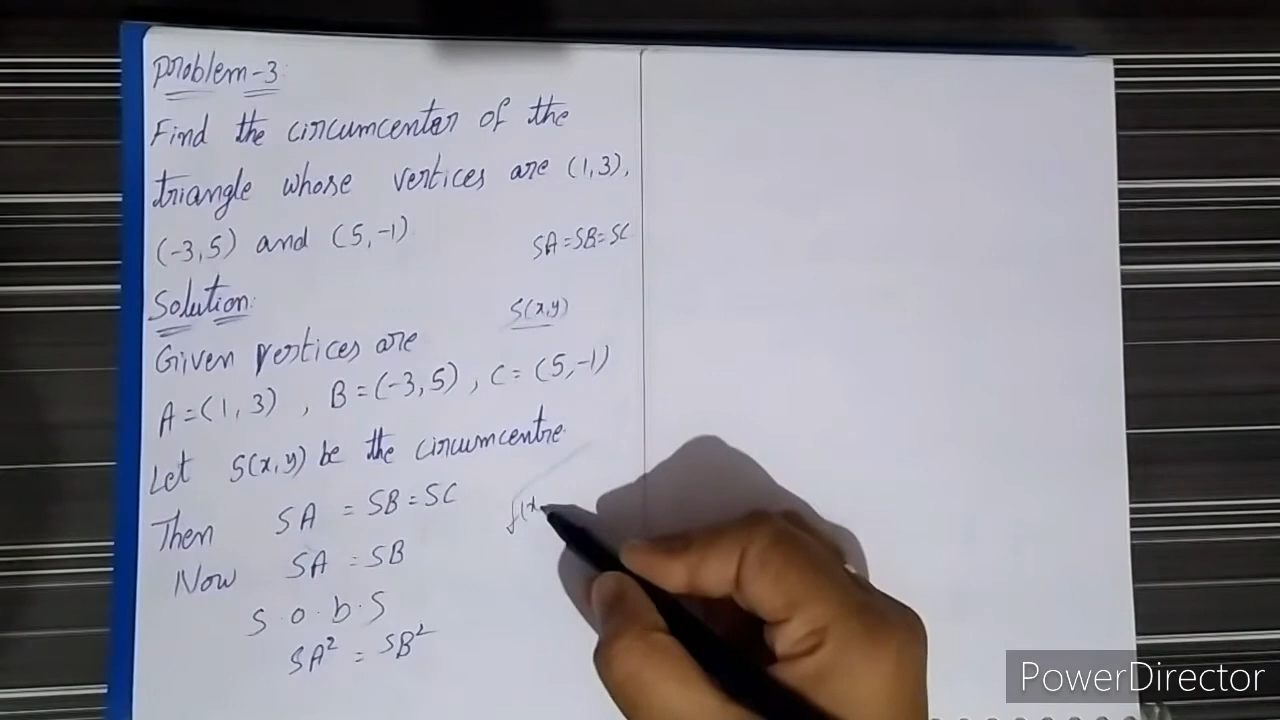 Problem-3:
Find the circumcenter of the
triangle whose vertices are (1,3),
(-3,5) and (5,-1)
SA=SB=SC
Solution:
S(x,y)
Given vertices are
A=(1,3), B=(-3,5), C=(5,-1)
Let S(x,y) be the circumcentre.
Then SA = SB = SC
Now SA = SB
S.o.b.S
SA² = SB²
PowerDirector